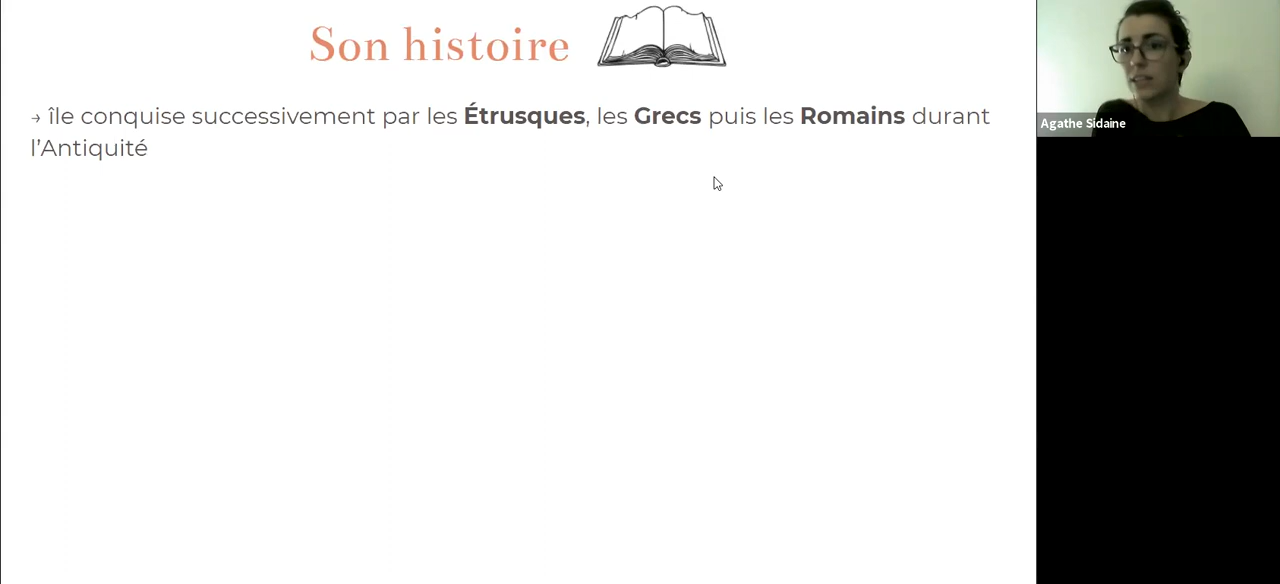 Son histoire
→ île conquise successivement par les Étrusques, les Grecs puis les Romains durant
l’Antiquité
Agathe Sidaine